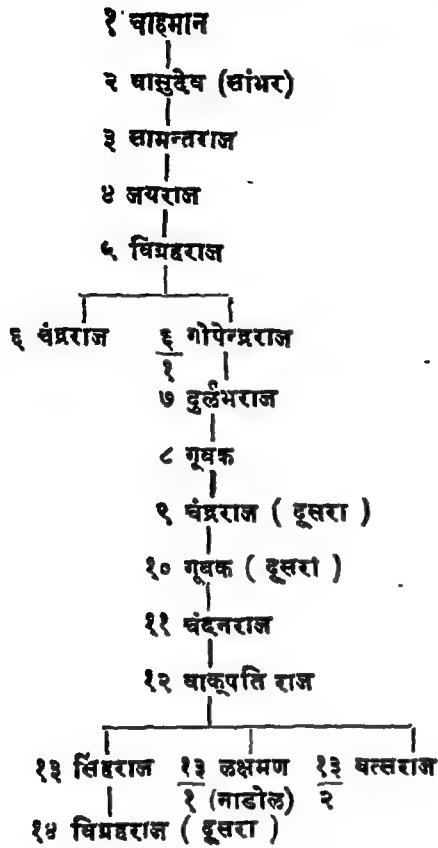 १ चाहमान
२ वासुदेव (सांभर)
३ सामन्तराज
४ जयराज
५ विग्रहराज
६ चंद्रराज ६/१ गोपेन्द्रराज
७ दुर्लभराज
८ गूवक
९ चंद्रराज ( दूसरा )
१० गूवक ( दूसरा )
११ चंदनराज
१२ वाक्पति राज
१३ सिंहराज १३/१ लक्षमण १३/२ वत्सराज
(नाडोल)
१४ विग्रहराज ( दूसरा )